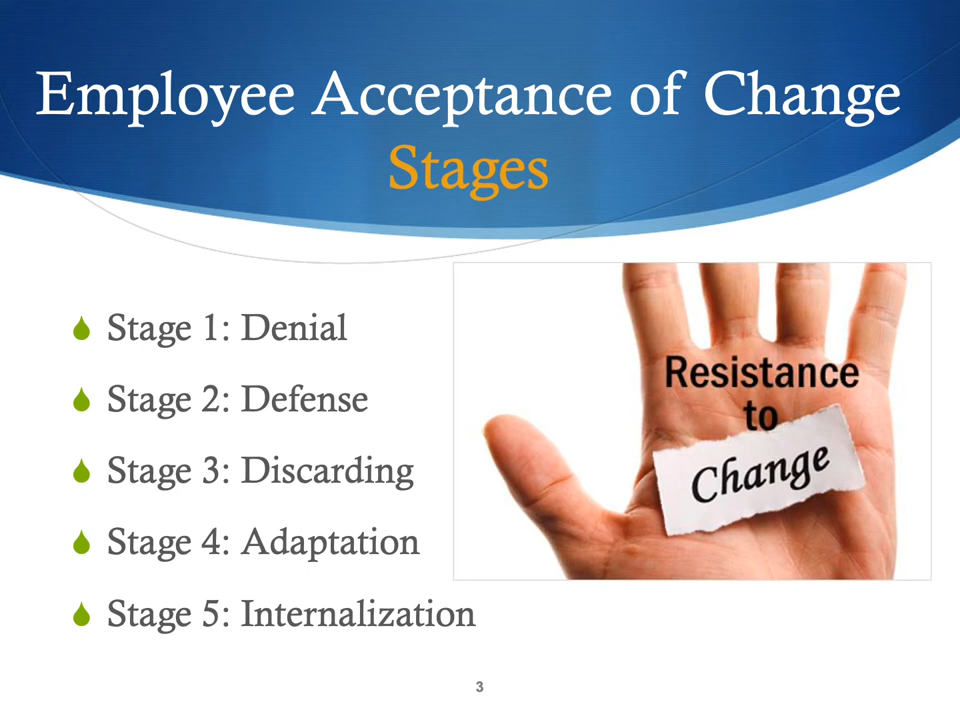 Employee Acceptance of Change
Stages
Stage 1: Denial
Stage 2: Defense
Stage 3: Discarding
Stage 4: Adaptation
Stage 5: Internalization
Resistance
to
Change
3